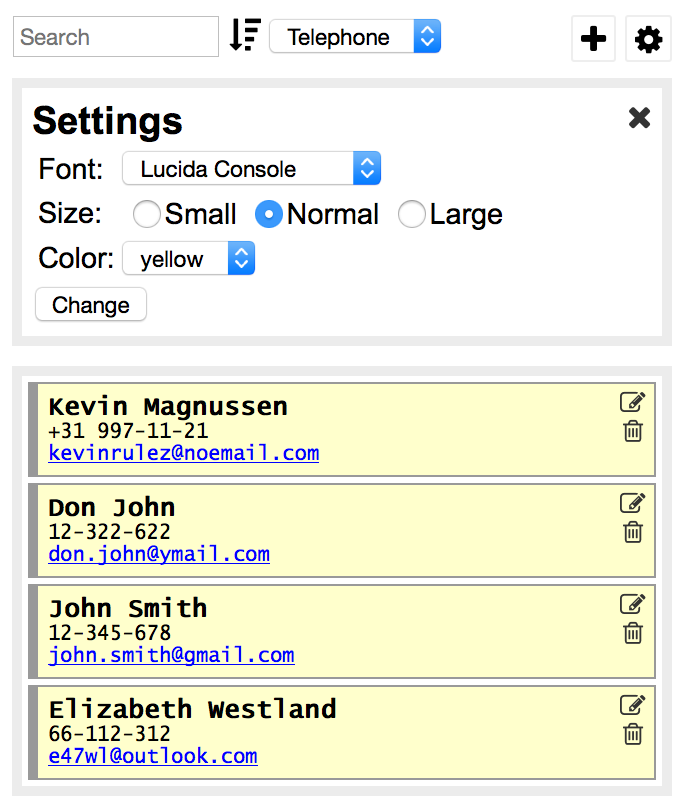 Search Telephone
Settings
Font: Lucida Console
Size: Small Normal Large
Color: yellow
Change
Kevin Magnussen
+31 997-11-21
kevinrulez@noemail.com
Don John
12-322-622
don.john@ymail.com
John Smith
12-345-678
john.smith@gmail.com
Elizabeth Westland
66-112-312
e47wl@outlook.com